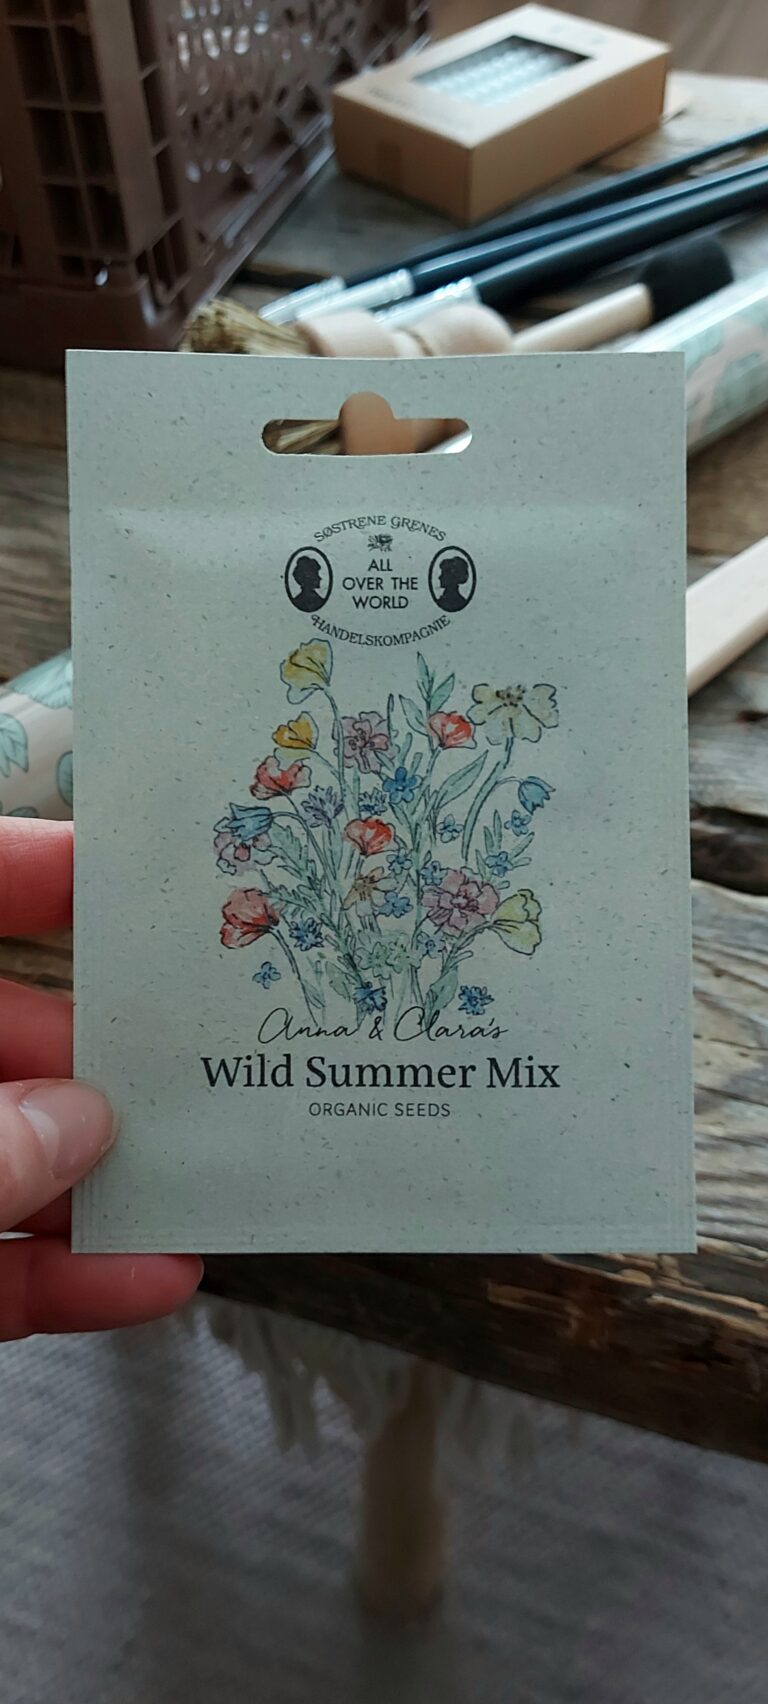 SØSTRENE GRENES
ALL
OVER THE
WORLD
HANDELSKOMPAGNIE
Anna & Clara's
Wild Summer Mix
ORGANIC SEEDS